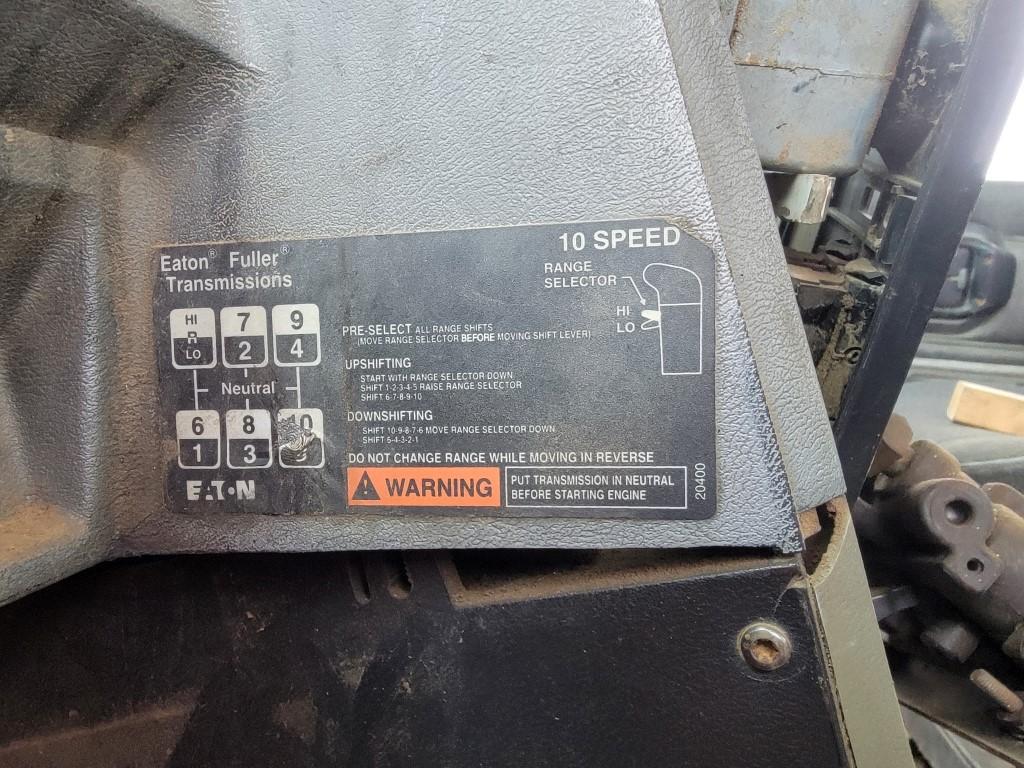 10 SPEED
Eaton® Fuller®
Transmissions
RANGE
SELECTOR
HI
LO
HI
R
LO
7
2
9
4
Neutral
6
1
8
3
10
PRE-SELECT ALL RANGE SHIFTS
(MOVE RANGE SELECTOR BEFORE MOVING SHIFT LEVER)
UPSHIFTING
START WITH RANGE SELECTOR DOWN
SHIFT 1-2-3-4-5 RAISE RANGE SELECTOR
SHIFT 6-7-8-9-10
DOWNSHIFTING
SHIFT 10-9-8-7-6 MOVE RANGE SELECTOR DOWN
SHIFT 5-4-3-2-1
DO NOT CHANGE RANGE WHILE MOVING IN REVERSE
EATON
WARNING
PUT TRANSMISSION IN NEUTRAL
BEFORE STARTING ENGINE
20400